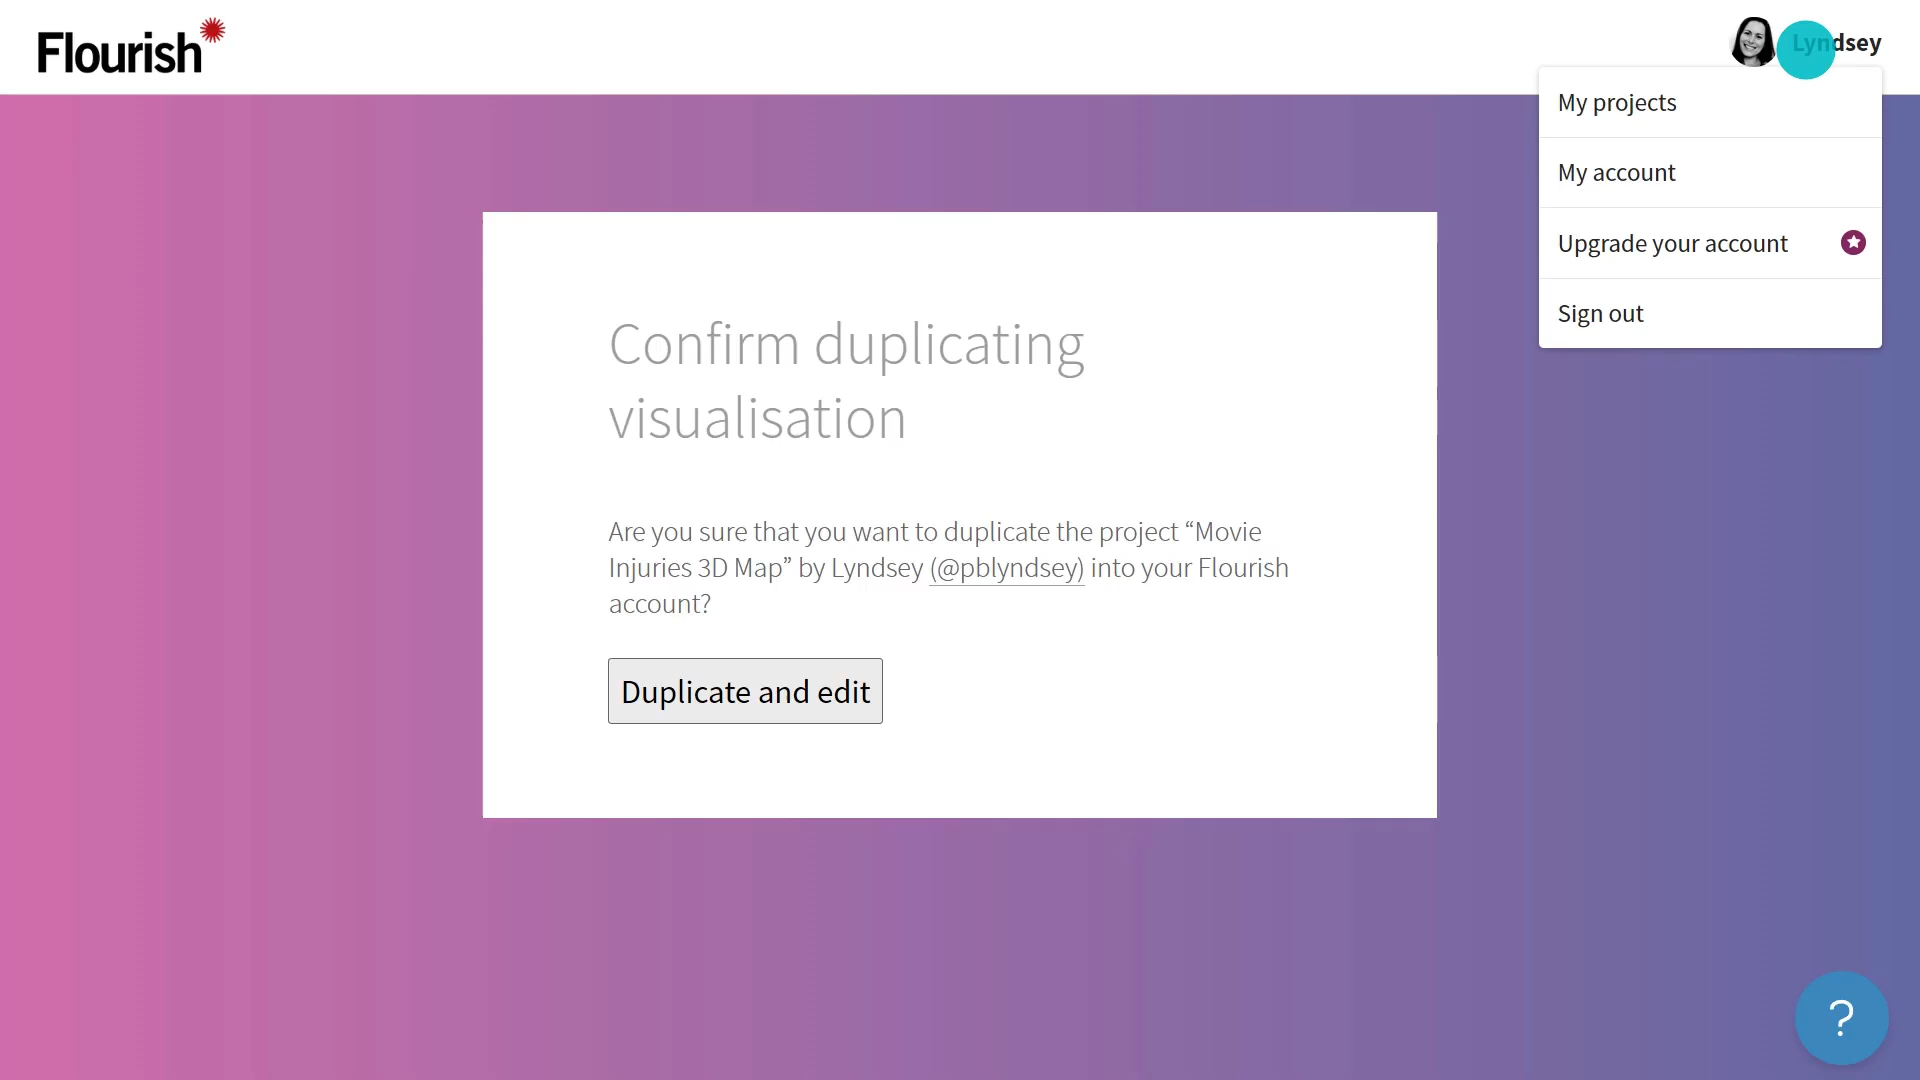 Flourish
Lyndsey
My projects
My account
Upgrade your account
Sign out
Confirm duplicating
visualisation
Are you sure that you want to duplicate the project “Movie
Injuries 3D Map” by Lyndsey (@pblyndsey) into your Flourish
account?
Duplicate and edit
?